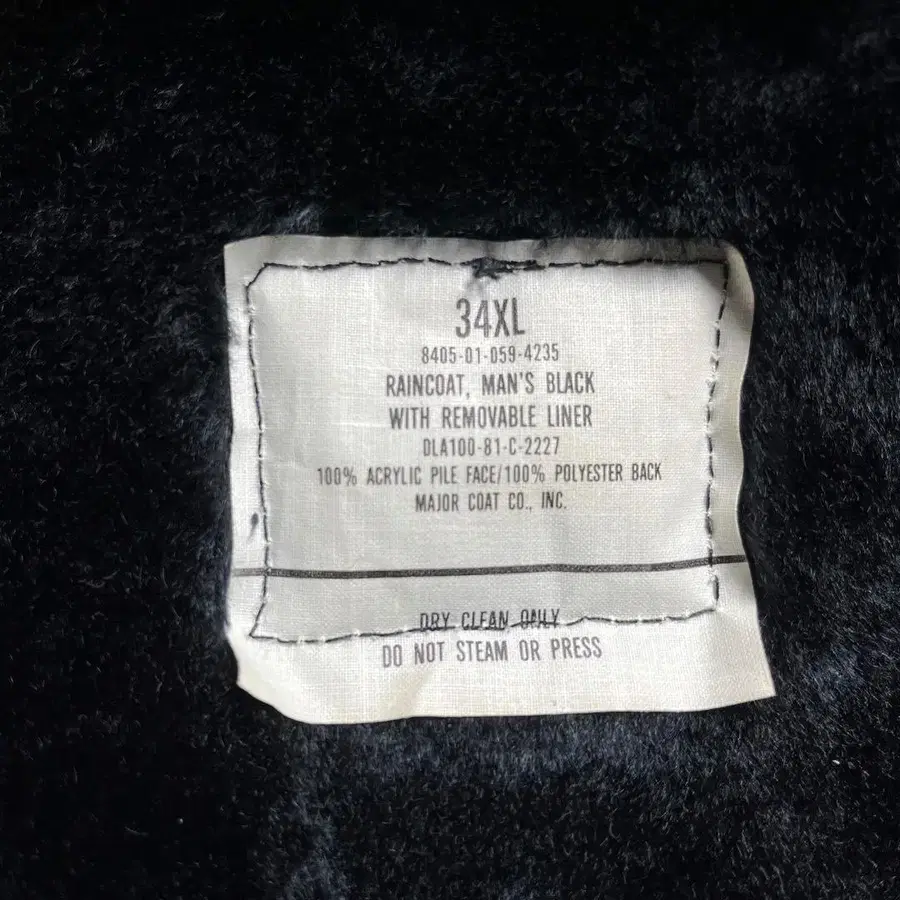 34XL
8405-01-059-4235
RAINCOAT, MAN'S BLACK
WITH REMOVABLE LINER
DLA100-81-C-2227
100% ACRYLIC PILE FACE/100% POLYESTER BACK
MAJOR COAT CO., INC.
DRY CLEAN ONLY
DO NOT STEAM OR PRESS